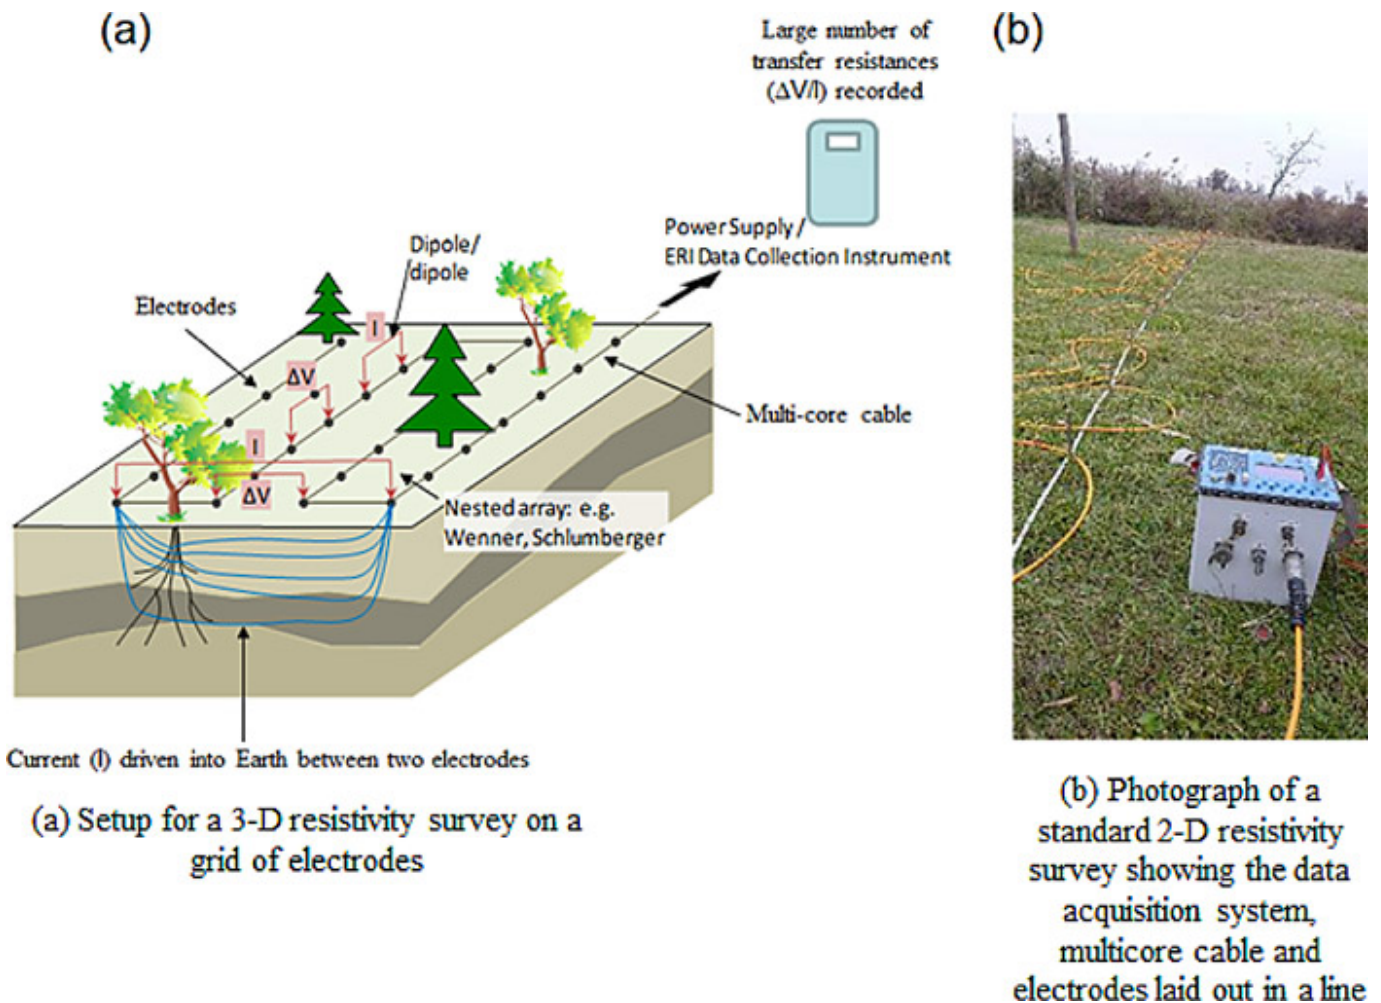 (a)
Large number of
transfer resistances
(ΔV/I) recorded
Power Supply /
ERI Data Collection Instrument
Dipole/
dipole
Electrodes
I
ΔV
Multi-core cable
I
ΔV
Nested array: e.g.
Wenner, Schlumberger
Current (I) driven into Earth between two electrodes
(a) Setup for a 3-D resistivity survey on a
grid of electrodes
(b)
(b) Photograph of a
standard 2-D resistivity
survey showing the data
acquisition system,
multicore cable and
electrodes laid out in a line